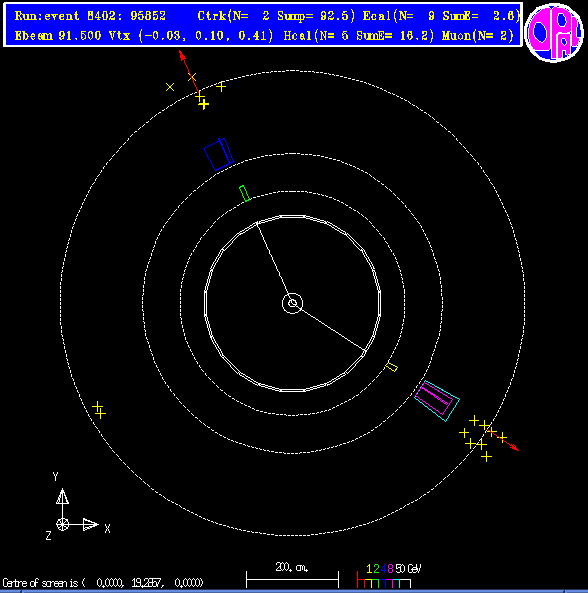 Run:event 8402: 95852 Ctrk(N= 2 Sump= 92.5) Ecal(N= 9 SumE= 2.6)
Ebeam 91.500 Vtx (-0.03, 0.10, 0.41) Hcal(N= 5 SumE= 16.2) Muon(N= 2)
OPAL
Y
X
Z
200. cm.
1 2 4 8 50 GeV
Centre of screen is ( 0.0000, 19.2857, 0.0000)